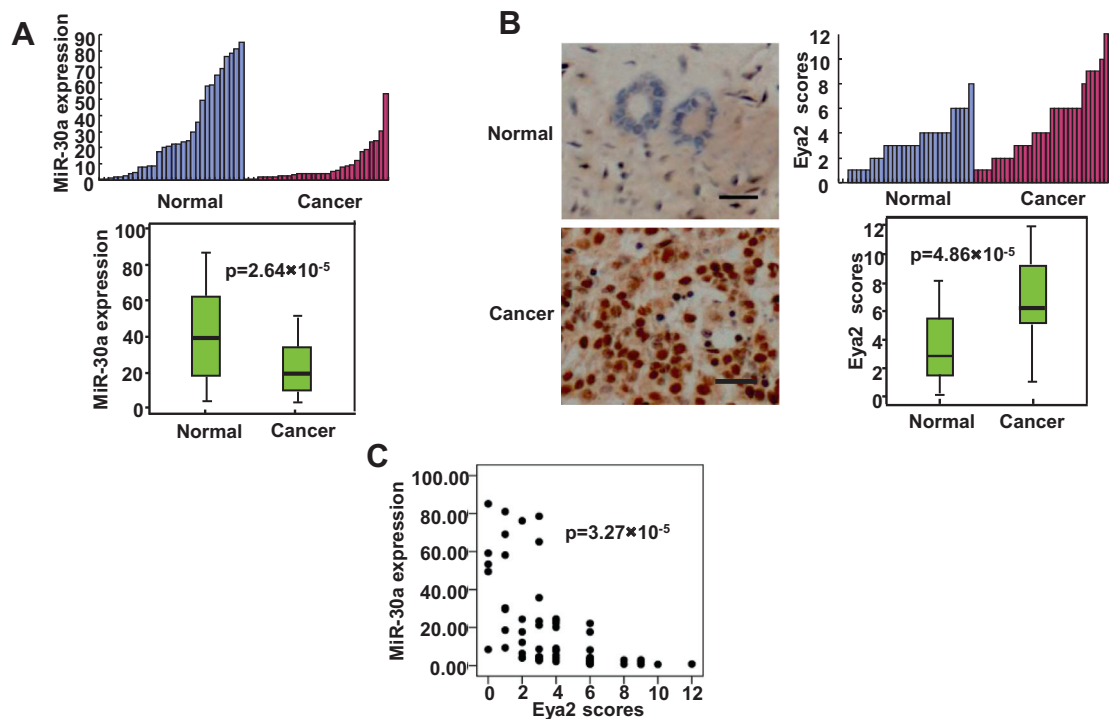 A
MiR-30a expression
90
80
70
60
50
40
30
20
10
0
Normal Cancer
MiR-30a expression
100
80
60
40
20
0
p=2.64×10-5
Normal Cancer
B
Normal
Cancer
Eya2 scores
12
10
8
6
4
2
0
Normal Cancer
Eya2 scores
12
10
8
6
4
2
0
p=4.86×10-5
Normal Cancer
C
MiR-30a expression
100.00
80.00
60.00
40.00
20.00
0.00
p=3.27×10-5
0 2 4 6 8 10 12
Eya2 scores